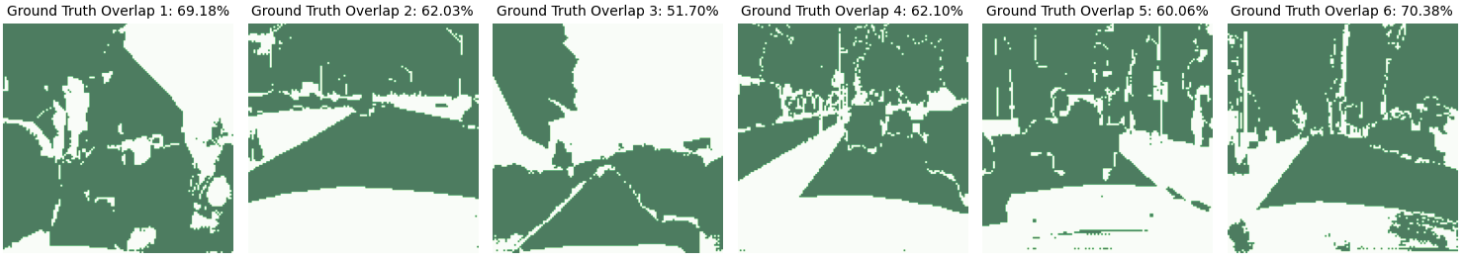 Ground Truth Overlap 1: 69.18%
Ground Truth Overlap 2: 62.03%
Ground Truth Overlap 3: 51.70%
Ground Truth Overlap 4: 62.10%
Ground Truth Overlap 5: 60.06%
Ground Truth Overlap 6: 70.38%